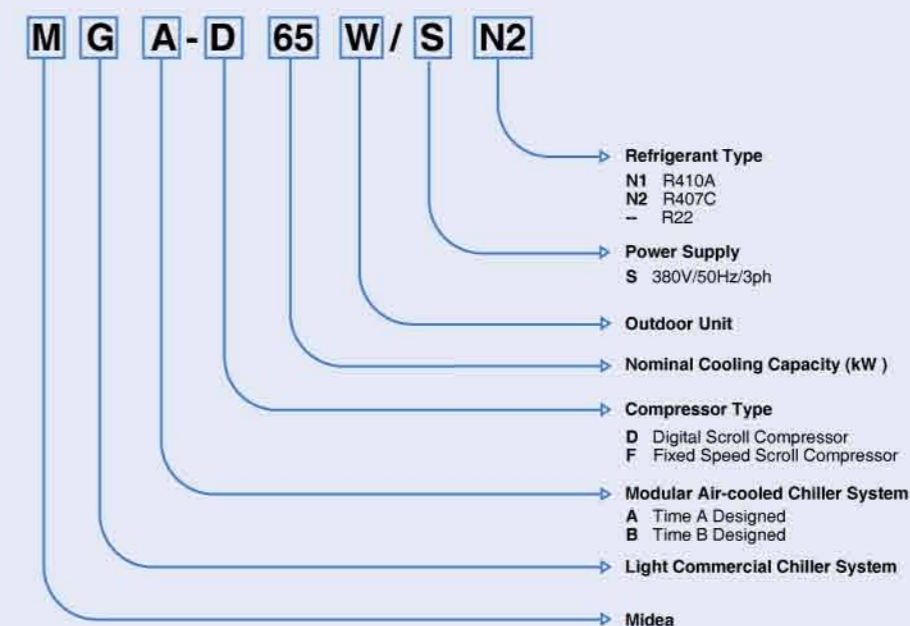 M G A - D 65 W / S N2
Refrigerant Type
N1 R410A
N2 R407C
-- R22
Power Supply
S 380V/50Hz/3ph
Outdoor Unit
Nominal Cooling Capacity (kW )
Compressor Type
D Digital Scroll Compressor
F Fixed Speed Scroll Compressor
Modular Air-cooled Chiller System
A Time A Designed
B Time B Designed
Light Commercial Chiller System
Midea